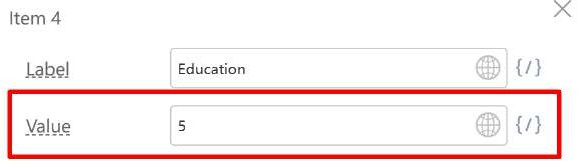 Item 4
Label Education {/}
Value 5 {/}